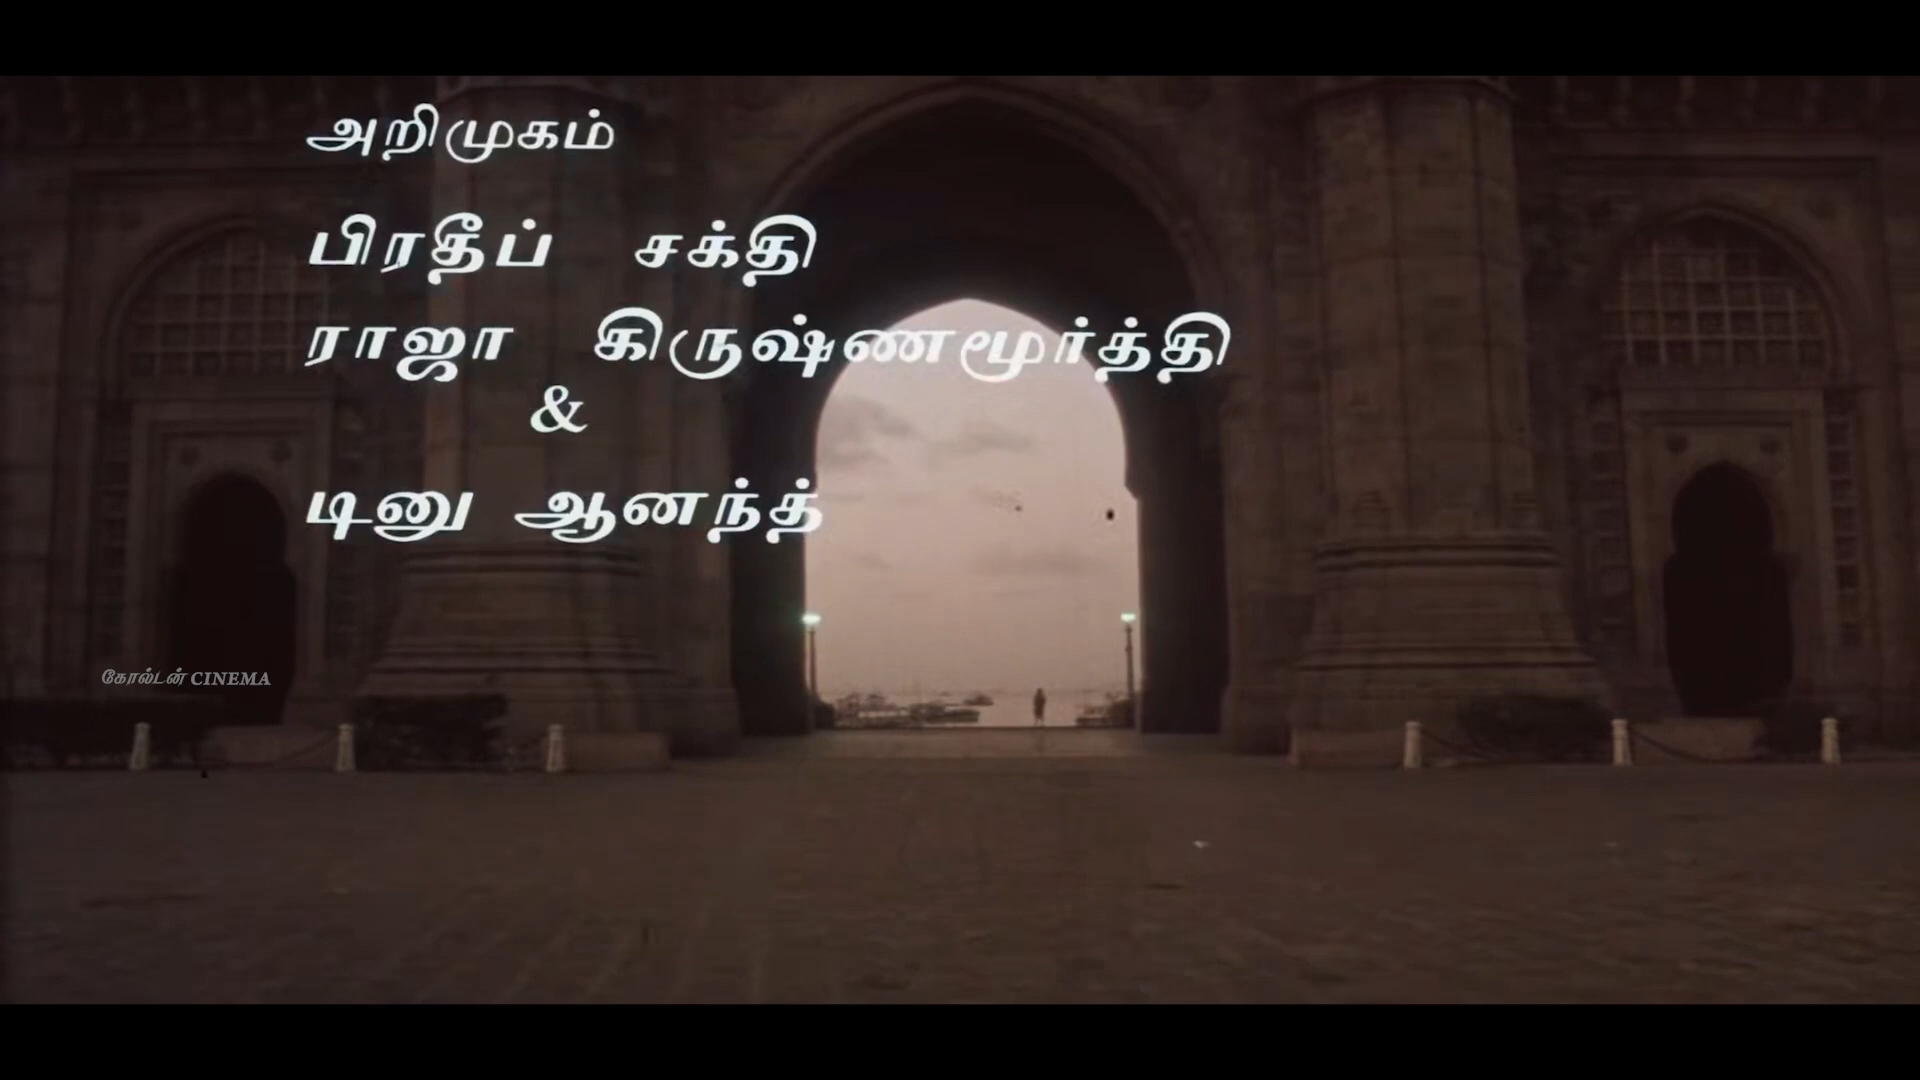 அறிமுகம்
பிரதீப் சக்தி
ராஜா கிருஷ்ணமூர்த்தி
&
டினு ஆனந்த்
கோல்டன் CINEMA